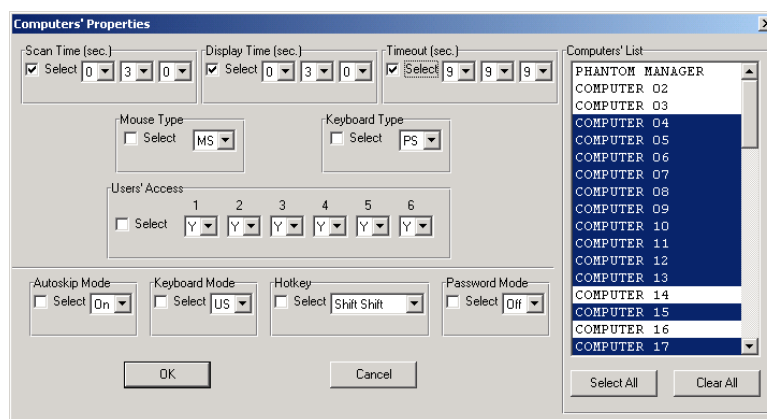 Computers' Properties
Scan Time (sec.) Display Time (sec.) Timeout (sec.) Computers' List
Select 0 3 0 Select 0 3 0 Select 9 9 9
PHANTOM MANAGER
COMPUTER 02
COMPUTER 03
COMPUTER 04
COMPUTER 05
COMPUTER 06
COMPUTER 07
COMPUTER 08
COMPUTER 09
COMPUTER 10
COMPUTER 11
COMPUTER 12
COMPUTER 13
COMPUTER 14
COMPUTER 15
COMPUTER 16
COMPUTER 17
Mouse Type Keyboard Type
Select MS Select PS
Users' Access
1 2 3 4 5 6
Select Y Y Y Y Y Y
Autoskip Mode Keyboard Mode Hotkey Password Mode
Select On Select US Select Shift Shift Select Off
OK Cancel Select All Clear All